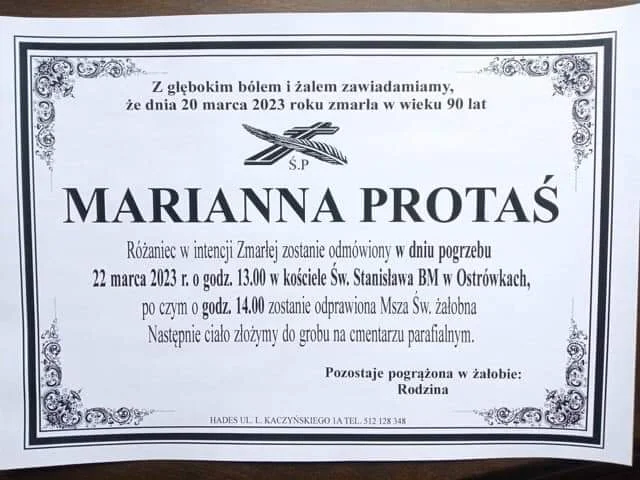 Z głębokim bólem i żalem zawiadamiamy,
że dnia 20 marca 2023 roku zmarła w wieku 90 lat
Ś.P
MARIANNA PROTAŚ
Różaniec w intencji Zmarłej zostanie odmówiony w dniu pogrzebu
22 marca 2023 r. o godz. 13.00 w kościele Św. Stanisława BM w Ostrówkach,
po czym o godz. 14.00 zostanie odprawiona Msza Św. żałobna
Następnie ciało złożymy do grobu na cmentarzu parafialnym.
Pozostaje pogrążona w żałobie:
Rodzina
HADES UL. L. KACZYŃSKIEGO 1A TEL. 512 128 348